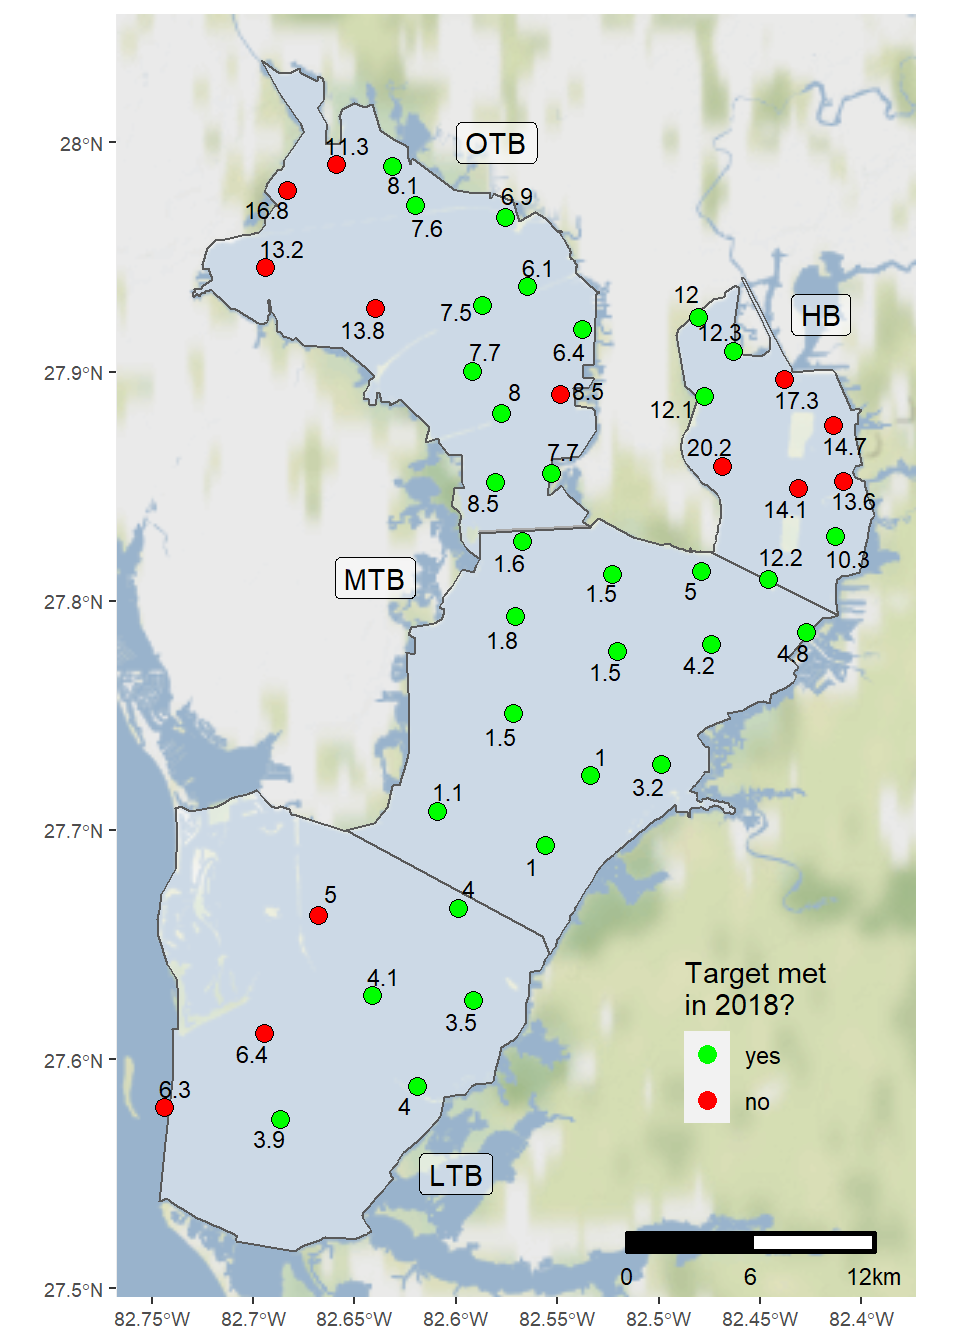 OTB
11.3
8.1
16.8
7.6
6.9
13.2
6.1
7.5
13.8
6.4
7.7
8
8.5
7.7
8.5
HB
12
12.3
17.3
12.1
14.7
20.2
14.1
13.6
10.3
12.2
MTB
1.6
1.5
5
1.8
1.5
4.2
4.8
1.5
1
3.2
1.1
1
5
4
4.1
3.5
6.4
6.3
4
3.9
LTB
Target met
in 2018?
yes
no
0 6 12km
28°N
27.9°N
27.8°N
27.7°N
27.6°N
27.5°N
82.75°W 82.7°W 82.65°W 82.6°W 82.55°W 82.5°W 82.45°W 82.4°W